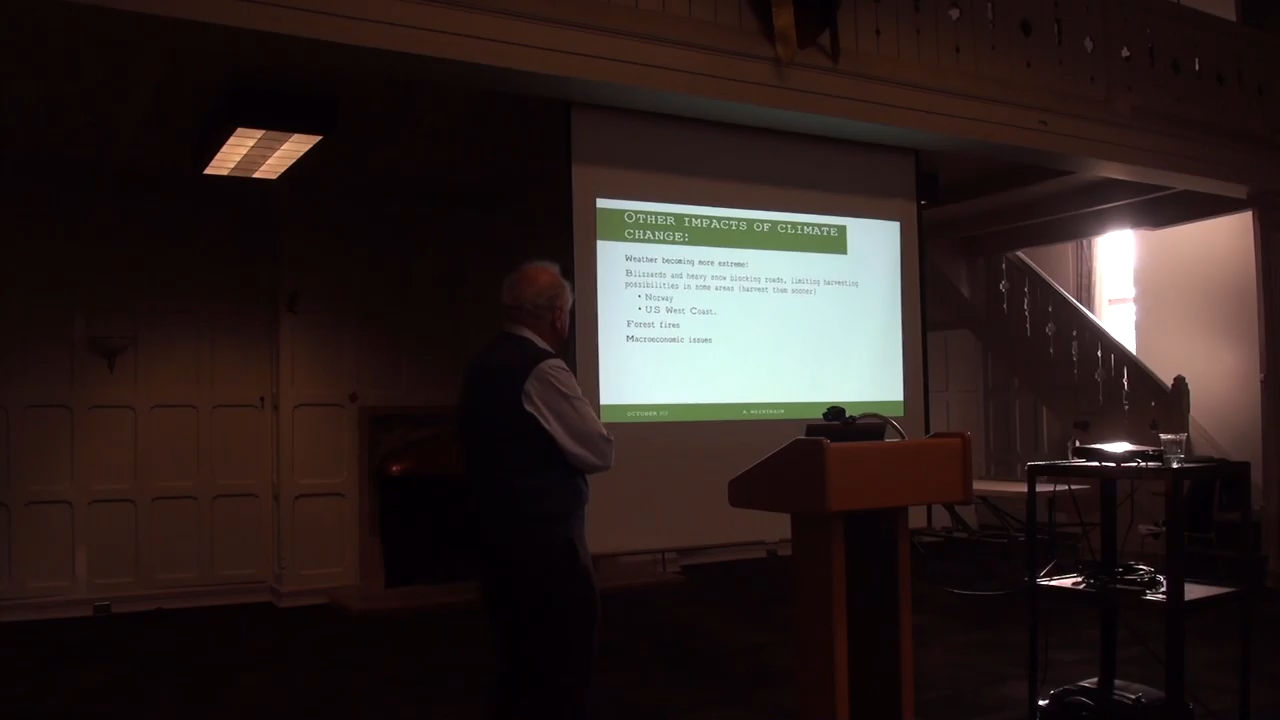 OTHER IMPACTS OF CLIMATE
CHANGE:
Weather becoming more extreme!
Blizzards and heavy snow blocking roads, limiting harvesting
possibilities in some areas (harvest them sooner)
• Norway
• US West Coast.
Forest fires
Macroeconomic issues
OCTOBER